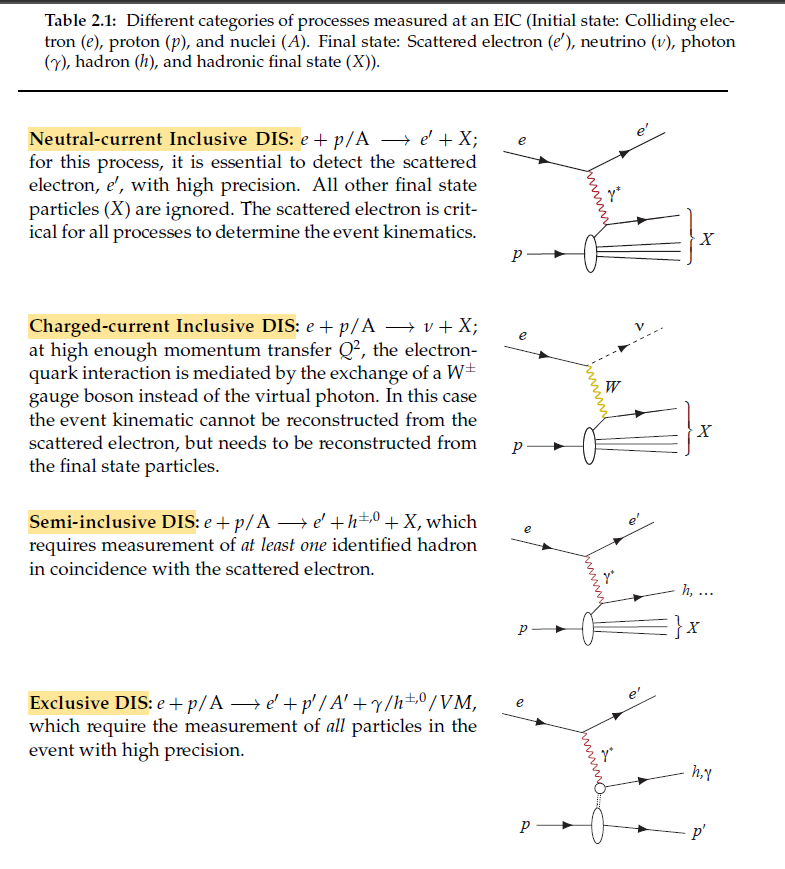 Table 2.1: Different categories of processes measured at an EIC (Initial state: Colliding elec-
tron (e), proton (p), and nuclei (A). Final state: Scattered electron (e′), neutrino (ν), photon
(γ), hadron (h), and hadronic final state (X)).
Neutral-current Inclusive DIS: e + p/A ⟶ e′ + X;
for this process, it is essential to detect the scattered
electron, e′, with high precision. All other final state
particles (X) are ignored. The scattered electron is crit-
ical for all processes to determine the event kinematics.
e
e′
γ*
X
p
Charged-current Inclusive DIS: e + p/A ⟶ ν + X;
at high enough momentum transfer Q², the electron-
quark interaction is mediated by the exchange of a W±
gauge boson instead of the virtual photon. In this case
the event kinematic cannot be reconstructed from the
scattered electron, but needs to be reconstructed from
the final state particles.
e
ν
W
X
p
Semi-inclusive DIS: e + p/A ⟶ e′ + h±,0 + X, which
requires measurement of at least one identified hadron
in coincidence with the scattered electron.
e
e′
γ*
h, ...
X
p
Exclusive DIS: e + p/A ⟶ e′ + p′/A′ + γ/h±,0/VM,
which require the measurement of all particles in the
event with high precision.
e
e′
γ*
h,γ
p
p′